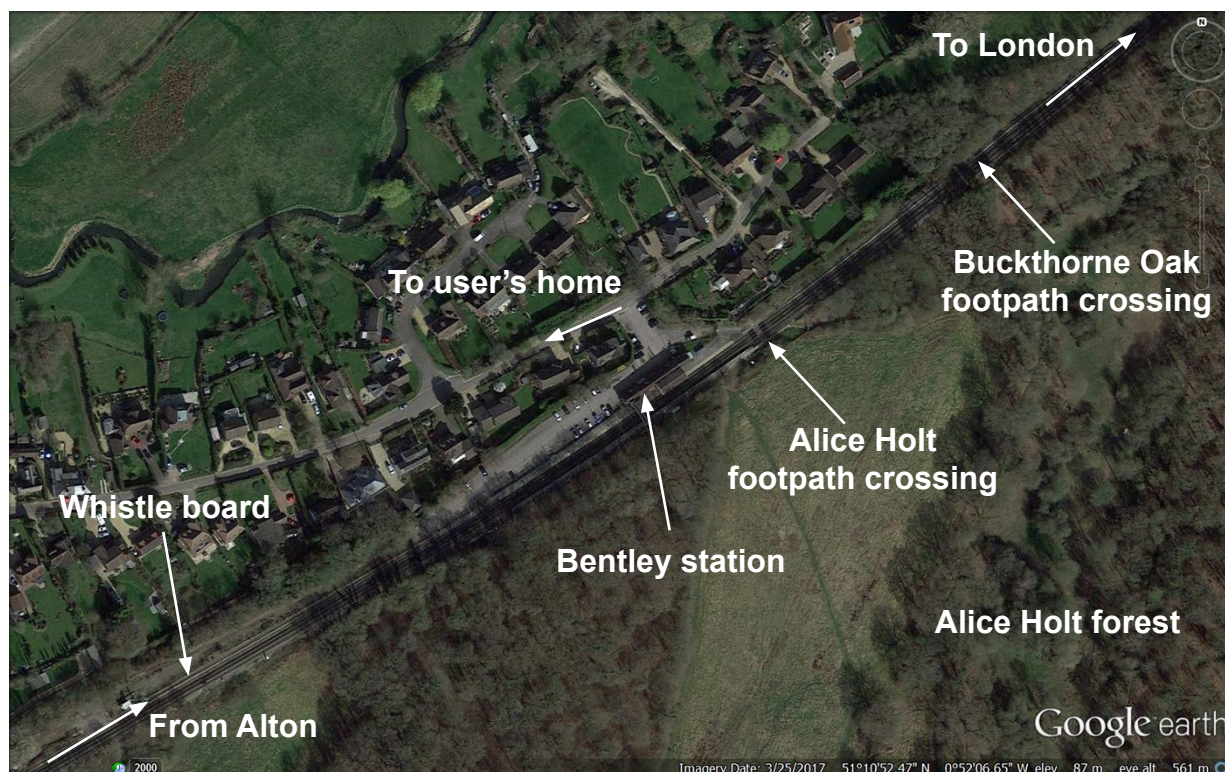 To London
N
Buckthorne Oak
footpath crossing
To user’s home
Alice Holt
footpath crossing
Whistle board
Bentley station
Alice Holt forest
From Alton
Google earth
2000
Imagery Date: 3/25/2017 51°10'52.47" N 0°52'06.65" W elev 87 m eye alt 561 m